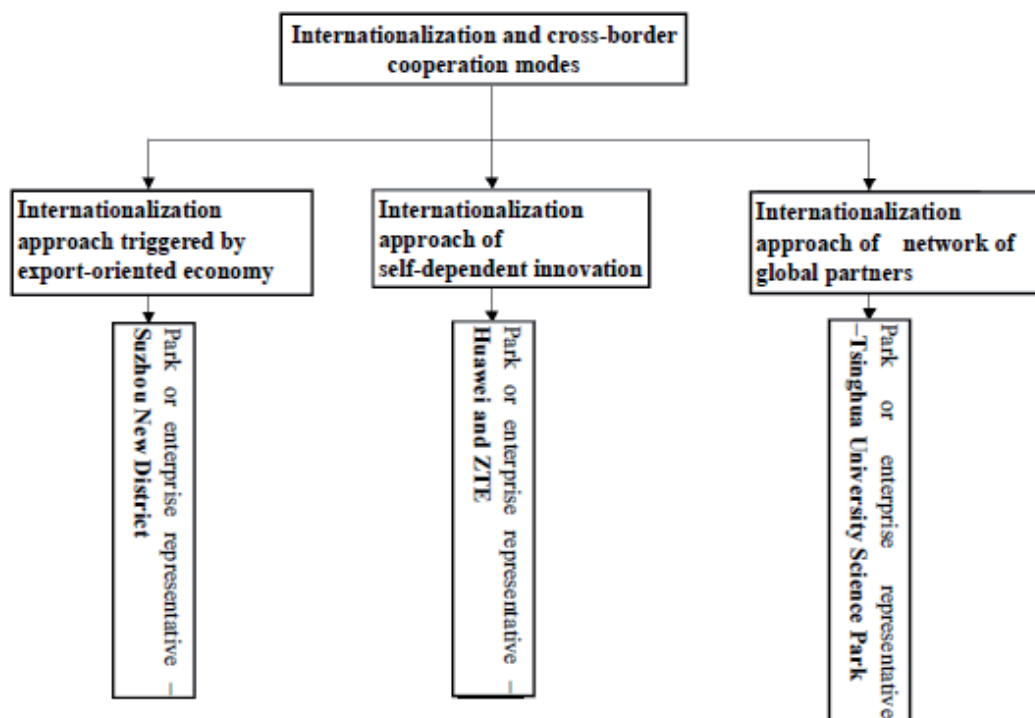 Internationalization and cross-border
cooperation modes
Internationalization
approach triggered by
export-oriented economy
Internationalization
approach of
self-dependent innovation
Internationalization
approach of network of
global partners
Park or enterprise representative –
Suzhou New District
Park or enterprise representative –
Huawei and ZTE
Park or enterprise representative
–Tsinghua University Science Park